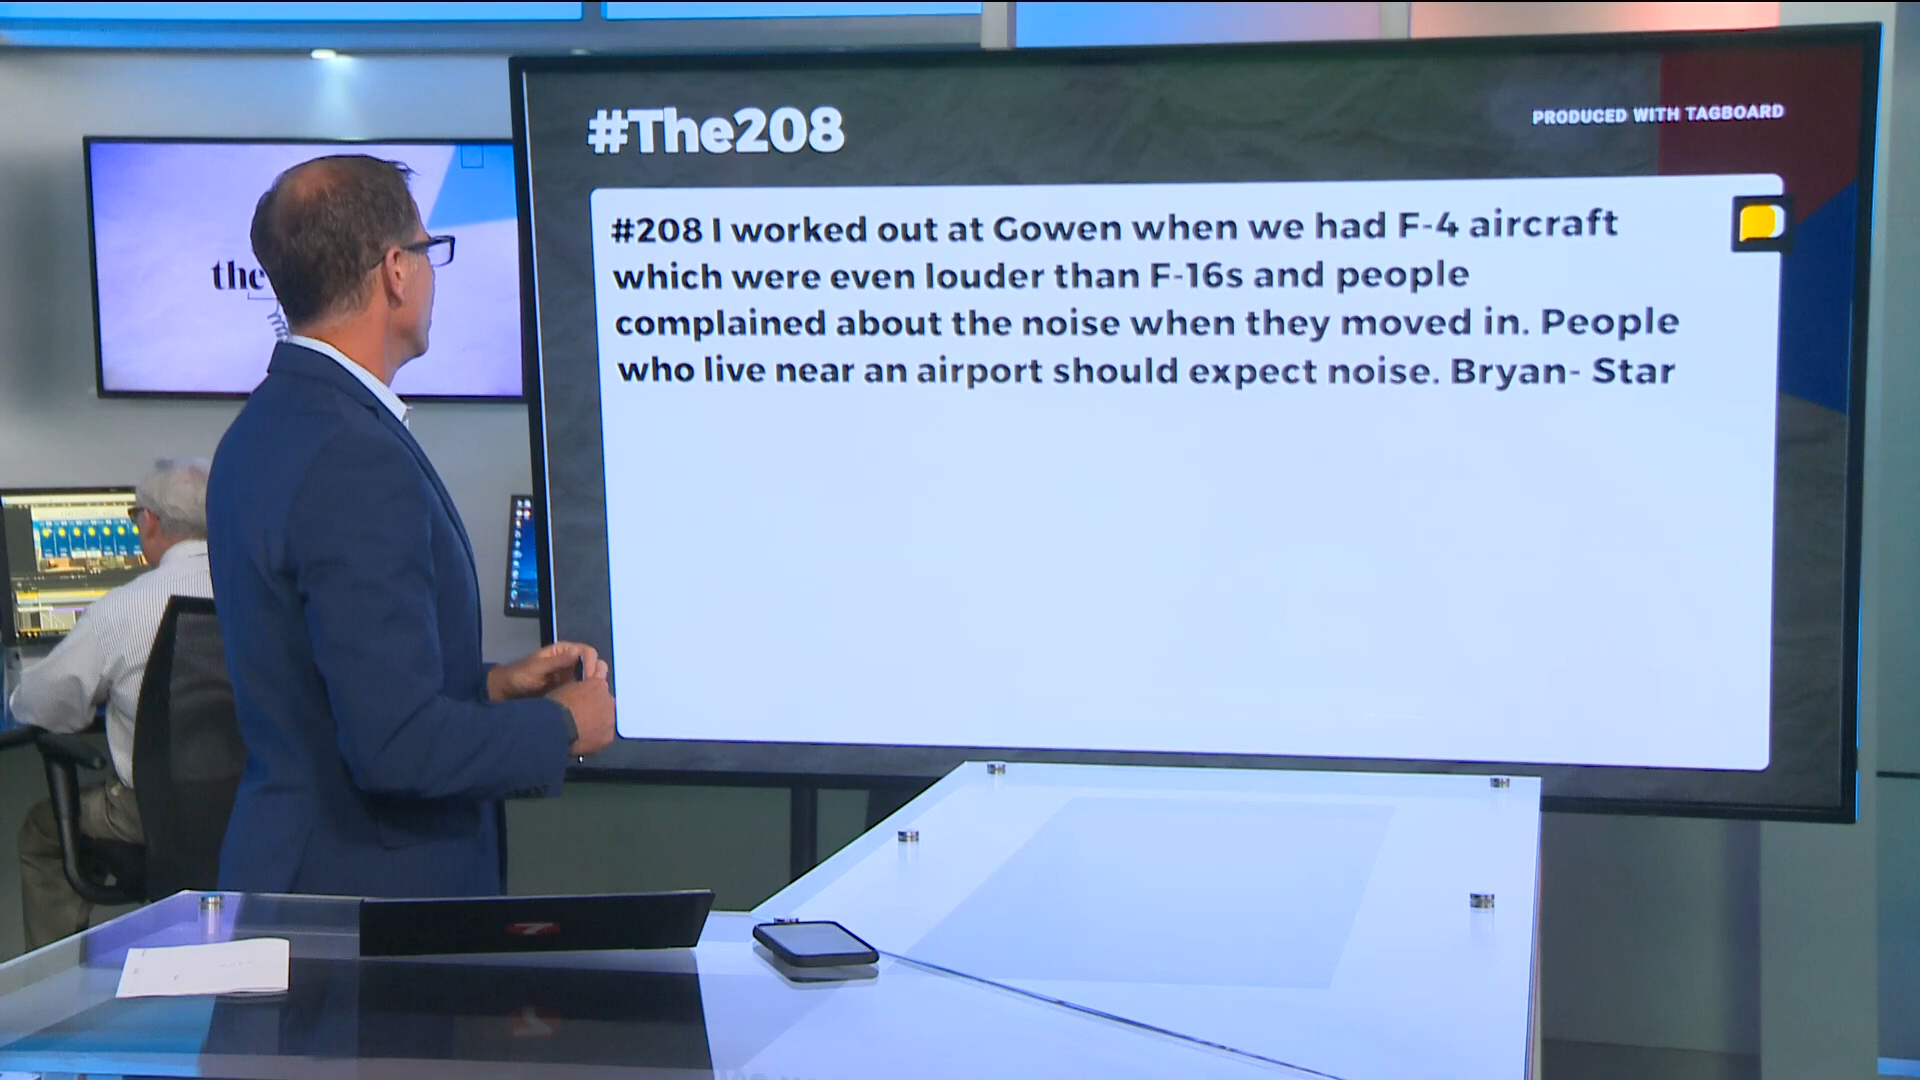 #The208
PRODUCED WITH TAGBOARD
#208 I worked out at Gowen when we had F-4 aircraft
which were even louder than F-16s and people
complained about the noise when they moved in. People
who live near an airport should expect noise. Bryan- Star
the
7